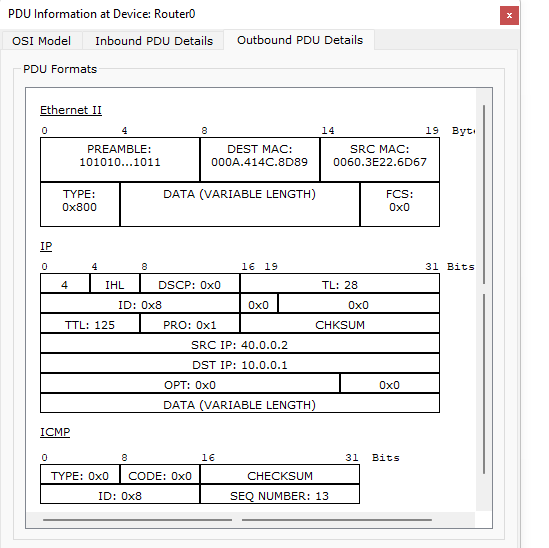 PDU Information at Device: Router0
x
OSI Model Inbound PDU Details Outbound PDU Details
PDU Formats
Ethernet II
0 4 8 14 19 Byte
PREAMBLE: DEST MAC: SRC MAC:
101010...1011 000A.414C.8D89 0060.3E22.6D67
TYPE: DATA (VARIABLE LENGTH) FCS:
0x800 0x0
IP
0 4 8 16 19 31 Bits
4 IHL DSCP: 0x0 TL: 28
ID: 0x8 0x0 0x0
TTL: 125 PRO: 0x1 CHKSUM
SRC IP: 40.0.0.2
DST IP: 10.0.0.1
OPT: 0x0 0x0
DATA (VARIABLE LENGTH)
ICMP
0 8 16 31 Bits
TYPE: 0x0 CODE: 0x0 CHECKSUM
ID: 0x8 SEQ NUMBER: 13